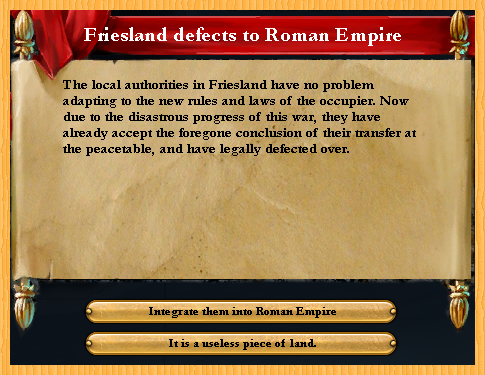 Friesland defects to Roman Empire
The local authorities in Friesland have no problem
adapting to the new rules and laws of the occupier. Now
due to the disastrous progress of this war, they have
already accept the foregone conclusion of their transfer at
the peacetable, and have legally defected over.
Integrate them into Roman Empire
It is a useless piece of land.